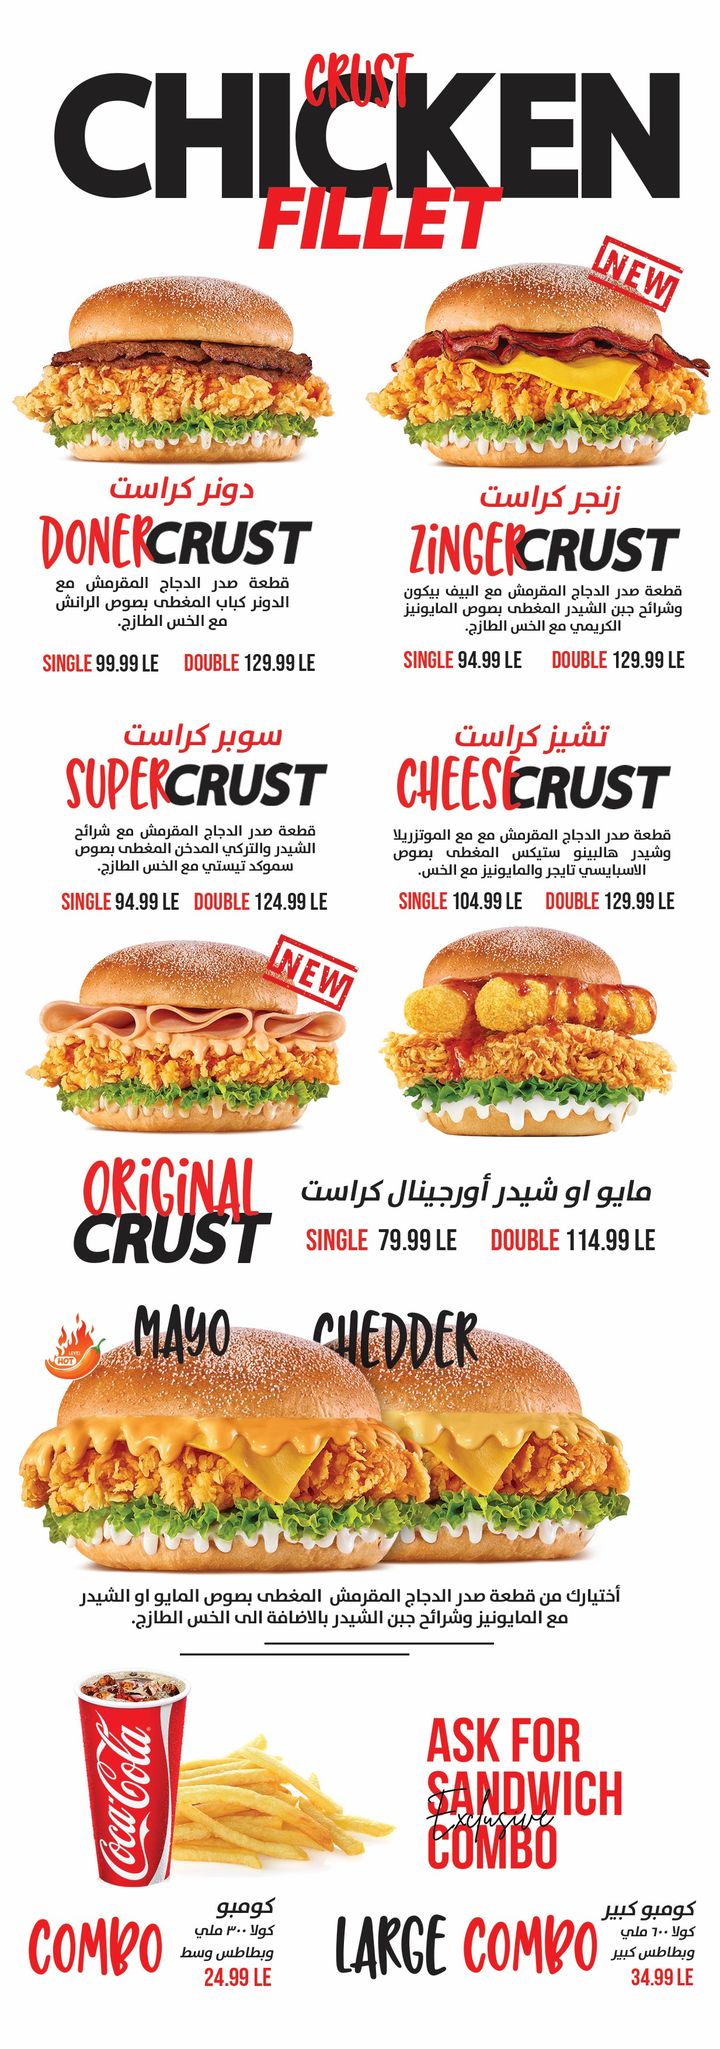 CRUST
CHICKEN
FILLET
NEW
دونر كراست
DONER CRUST
قطعة صدر الدجاج المقرمش مع
الدونر كباب المغطى بصوص الرانش
مع الخس الطازج.
SINGLE 99.99 LE DOUBLE 129.99 LE
زنجر كراست
ZiNGER CRUST
قطعة صدر الدجاج المقرمش مع البيف بيكون
وشرائح جبن الشيدر المغطى بصوص المايونيز
الكريمي مع الخس الطازج.
SINGLE 94.99 LE DOUBLE 129.99 LE
سوبر كراست
SUPER CRUST
قطعة صدر الدجاج المقرمش مع شرائح
الشيدر والتركي المدخن المغطى بصوص
سموكد تيستي مع الخس الطازج.
SINGLE 94.99 LE DOUBLE 124.99 LE
تشيز كراست
CHEESE CRUST
قطعة صدر الدجاج المقرمش مع مع الموتزريلا
وشيدر هالبينو ستيكس المغطى بصوص
الاسبايسي تايجر والمايونيز مع الخس.
SINGLE 104.99 LE DOUBLE 129.99 LE
NEW
ORiGiNAL
CRUST
مايو او شيدر أورجينال كراست
SINGLE 79.99 LE DOUBLE 114.99 LE
LEVEL
HOT
MAYO
CHEDDER
أختيارك من قطعة صدر الدجاج المقرمش المغطى بصوص المايو او الشيدر
مع المايونيز وشرائح جبن الشيدر بالاضافة الى الخس الطازج.
Coca-Cola
ASK FOR
SANDWICH
Exclusive
COMBO
COMBO
كومبو
كولا ٣٠٠ ملي
وبطاطس وسط
24.99 LE
LARGE COMBO
كومبو كبير
كولا ٦٠٠ ملي
وبطاطس كبير
34.99 LE